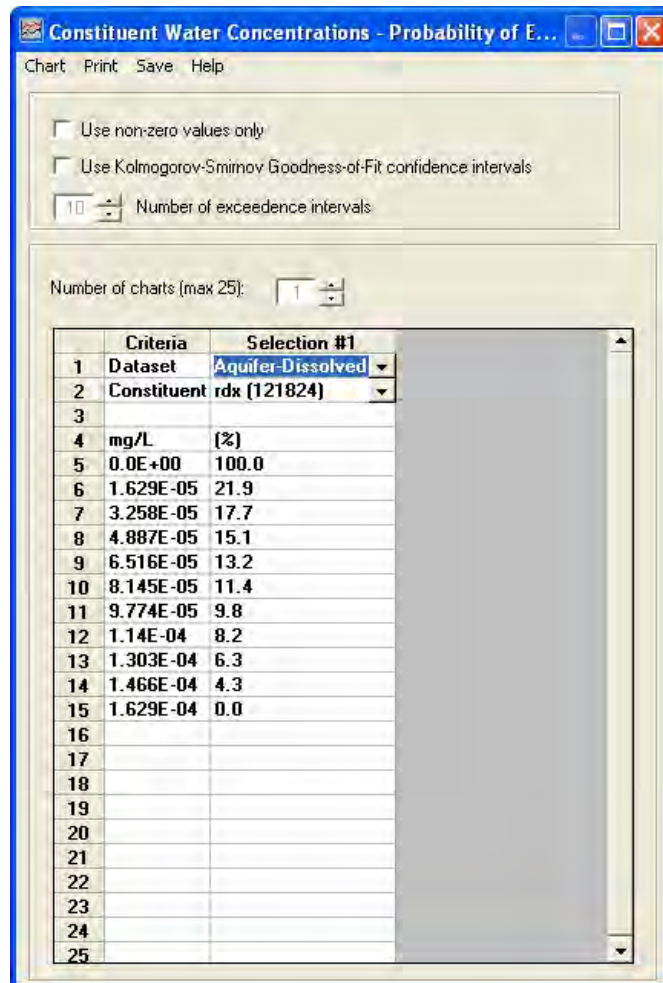 Constituent Water Concentrations - Probability of E...
Chart Print Save Help
Use non-zero values only
Use Kolmogorov-Smirnov Goodness-of-Fit confidence intervals
10 Number of exceedence intervals
Number of charts (max 25): 1
Criteria Selection #1
1 Dataset Aquifer-Dissolved
2 Constituent rdx (121824)
3
4 mg/L (%)
5 0.0E+00 100.0
6 1.629E-05 21.9
7 3.258E-05 17.7
8 4.887E-05 15.1
9 6.516E-05 13.2
10 8.145E-05 11.4
11 9.774E-05 9.8
12 1.14E-04 8.2
13 1.303E-04 6.3
14 1.466E-04 4.3
15 1.629E-04 0.0
16
17
18
19
20
21
22
23
24
25